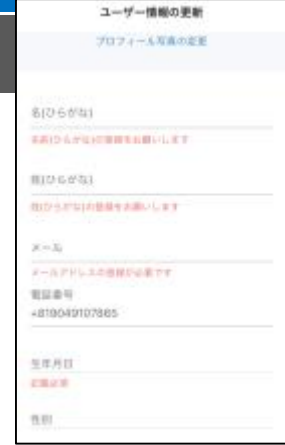 ユーザー情報の更新
プロフィール写真の変更
名(ひらがな)
名前(ひらがな)の登録をお願いします
姓(ひらがな)
姓(ひらがな)の登録をお願いします
メール
メールアドレスの登録が必要です
電話番号
+819049107865
生年月日
記載必須
性別